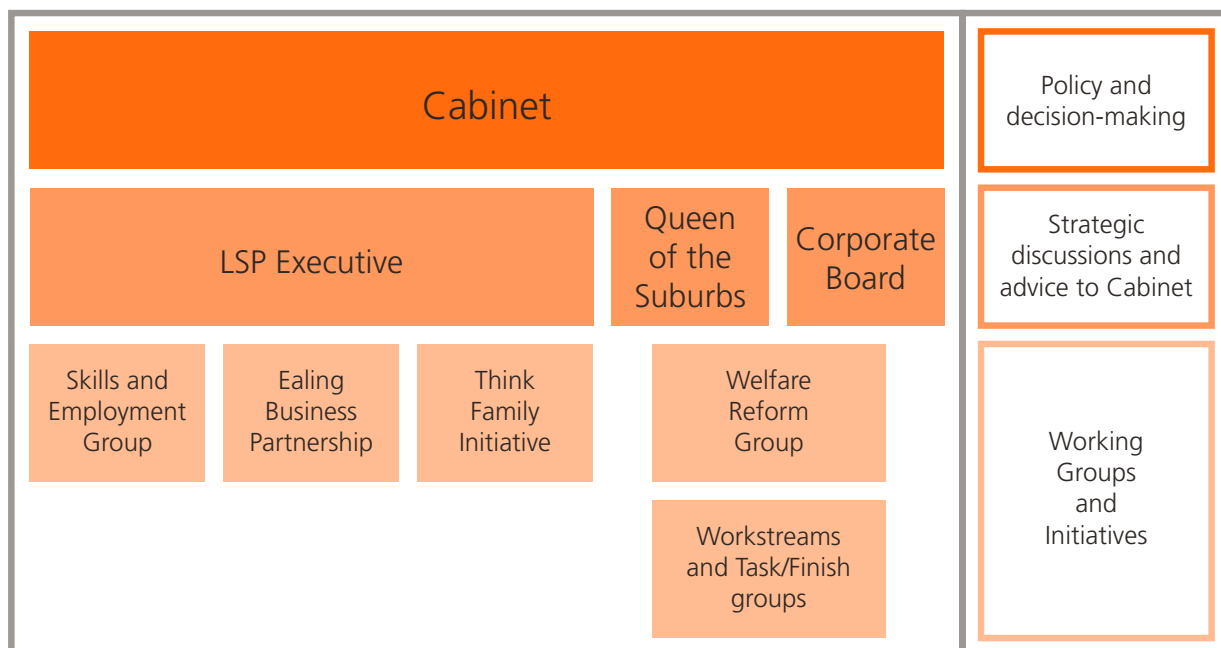 Cabinet
Policy and
decision-making
LSP Executive
Queen
of the
Suburbs
Corporate
Board
Strategic
discussions and
advice to Cabinet
Skills and
Employment
Group
Ealing
Business
Partnership
Think
Family
Initiative
Welfare
Reform
Group
Workstreams
and Task/Finish
groups
Working
Groups
and
Initiatives